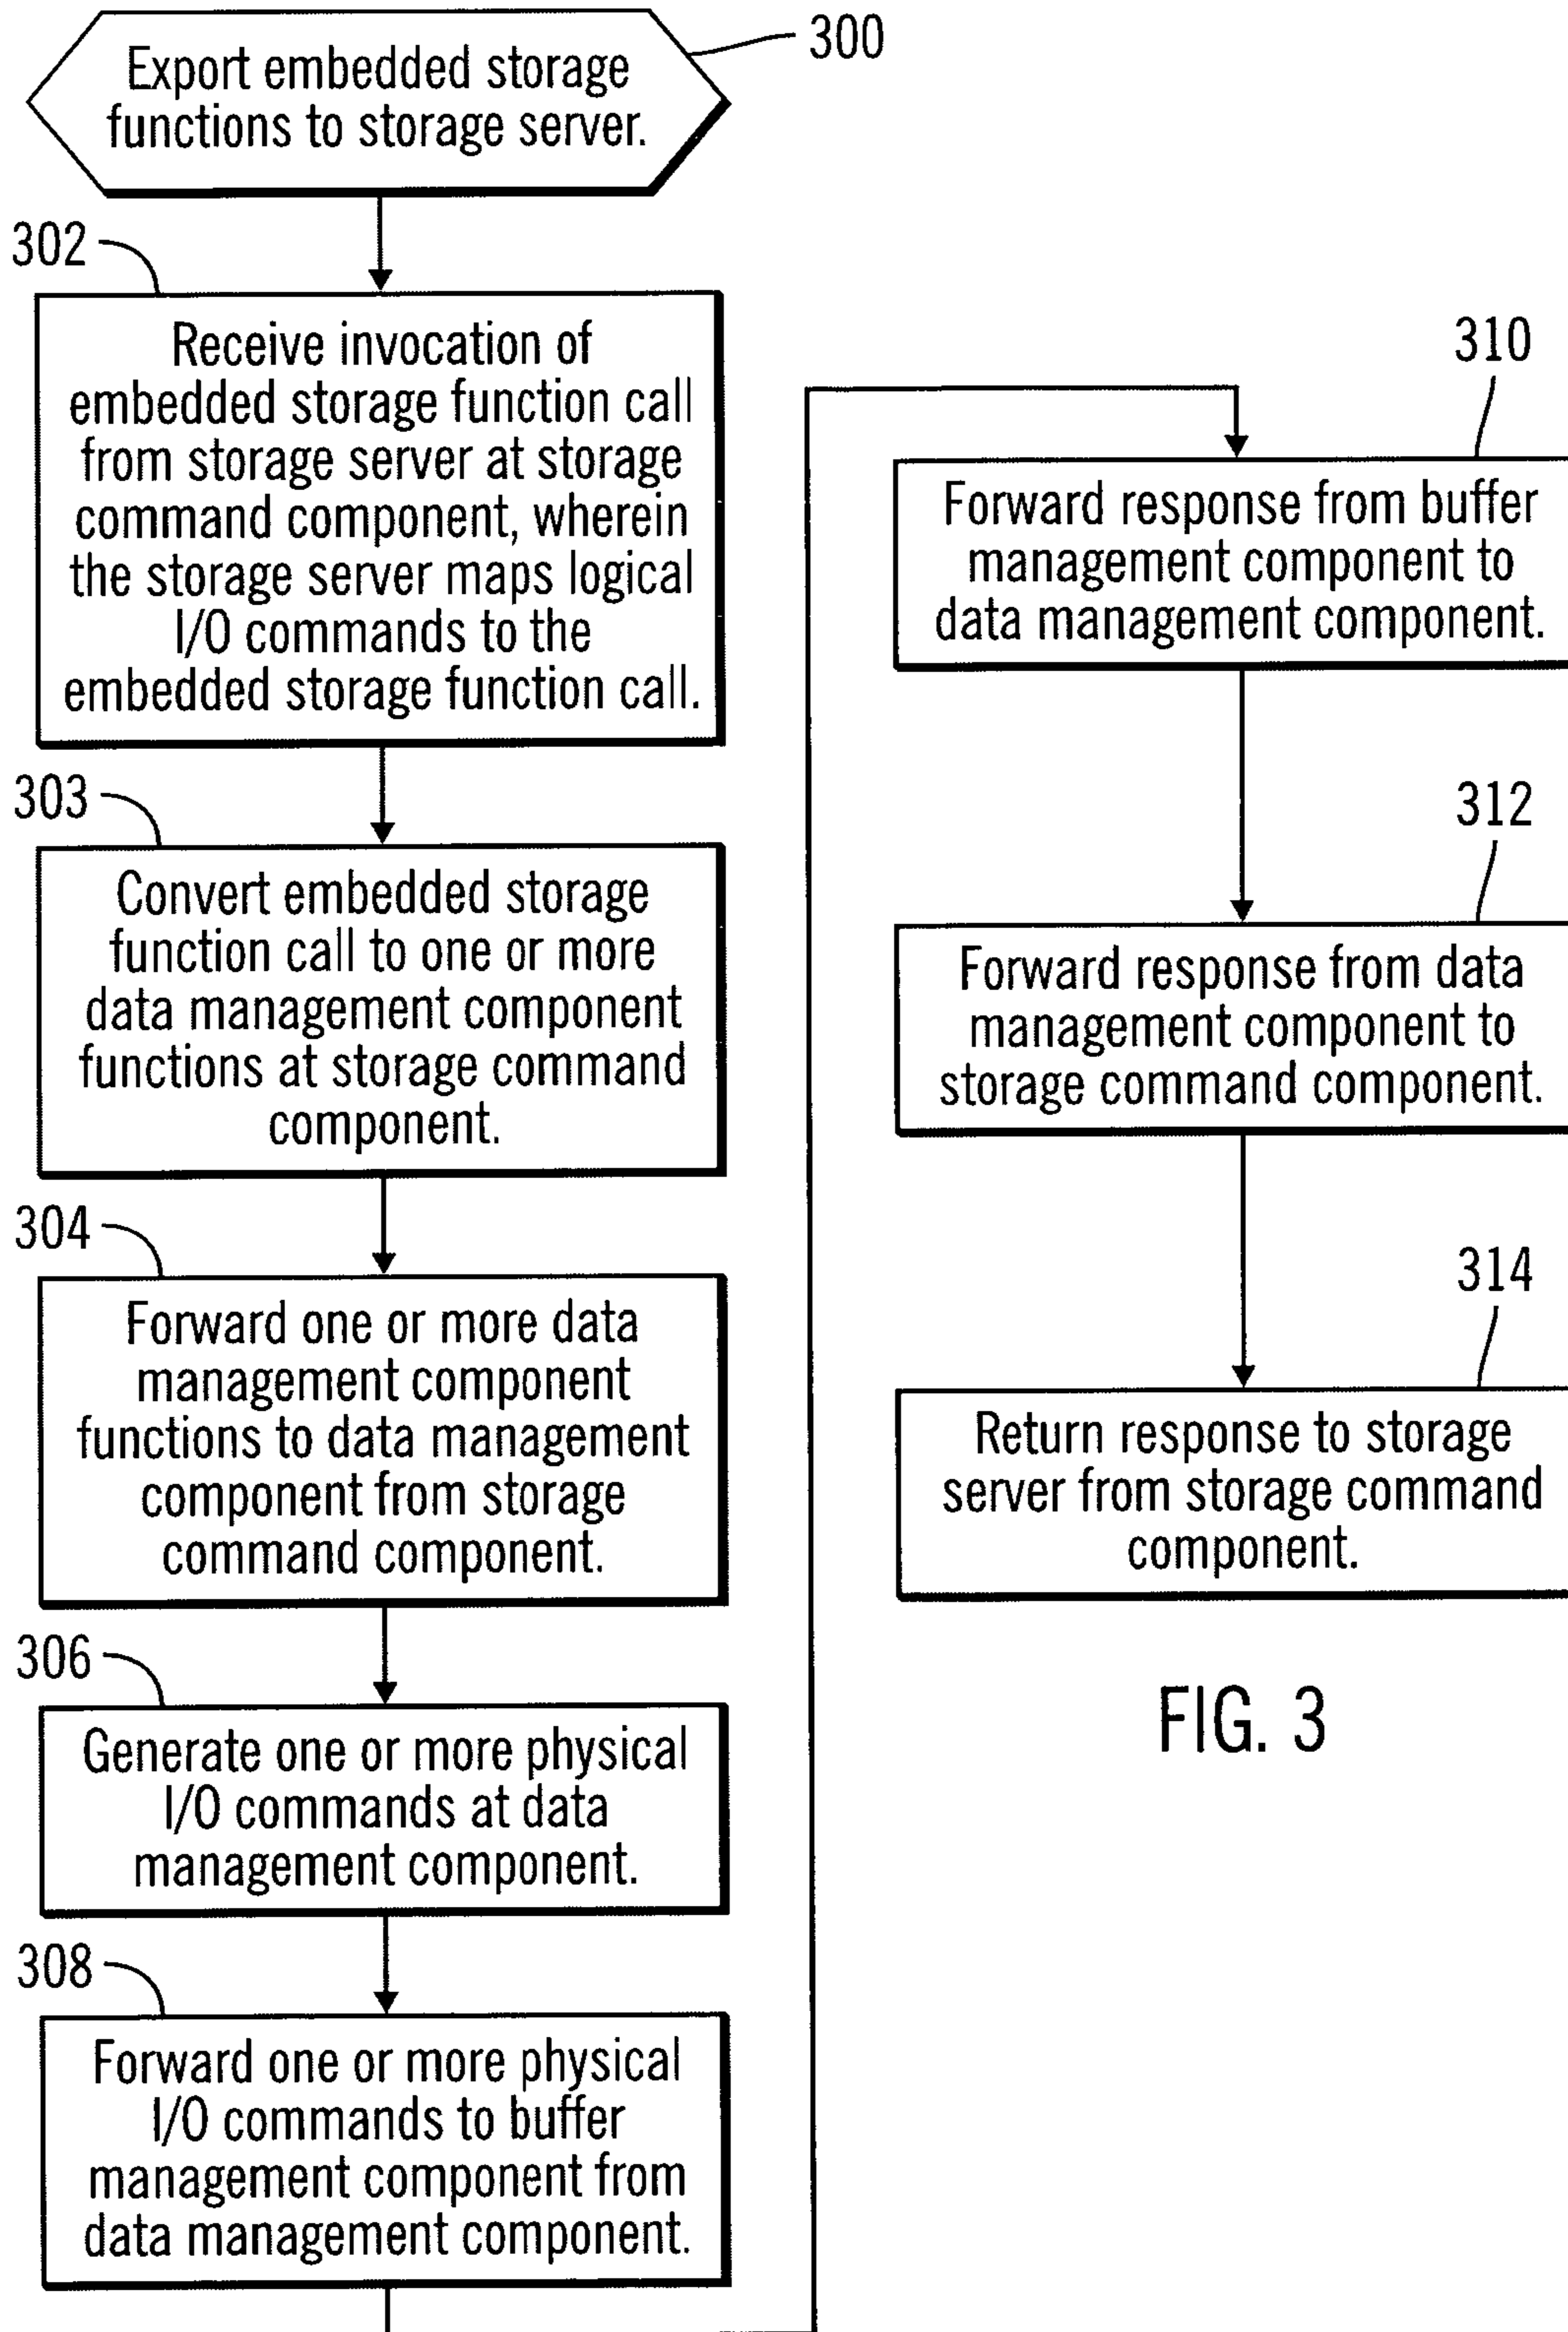 300
Export embedded storage
functions to storage server.
302
Receive invocation of
embedded storage function call
from storage server at storage
command component, wherein
the storage server maps logical
I/O commands to the
embedded storage function call.
303
Convert embedded storage
function call to one or more
data management component
functions at storage command
component.
304
Forward one or more data
management component
functions to data management
component from storage
command component.
306
Generate one or more physical
I/O commands at data
management component.
308
Forward one or more physical
I/O commands to buffer
management component from
data management component.
310
Forward response from buffer
management component to
data management component.
312
Forward response from data
management component to
storage command component.
314
Return response to storage
server from storage command
component.
FIG. 3